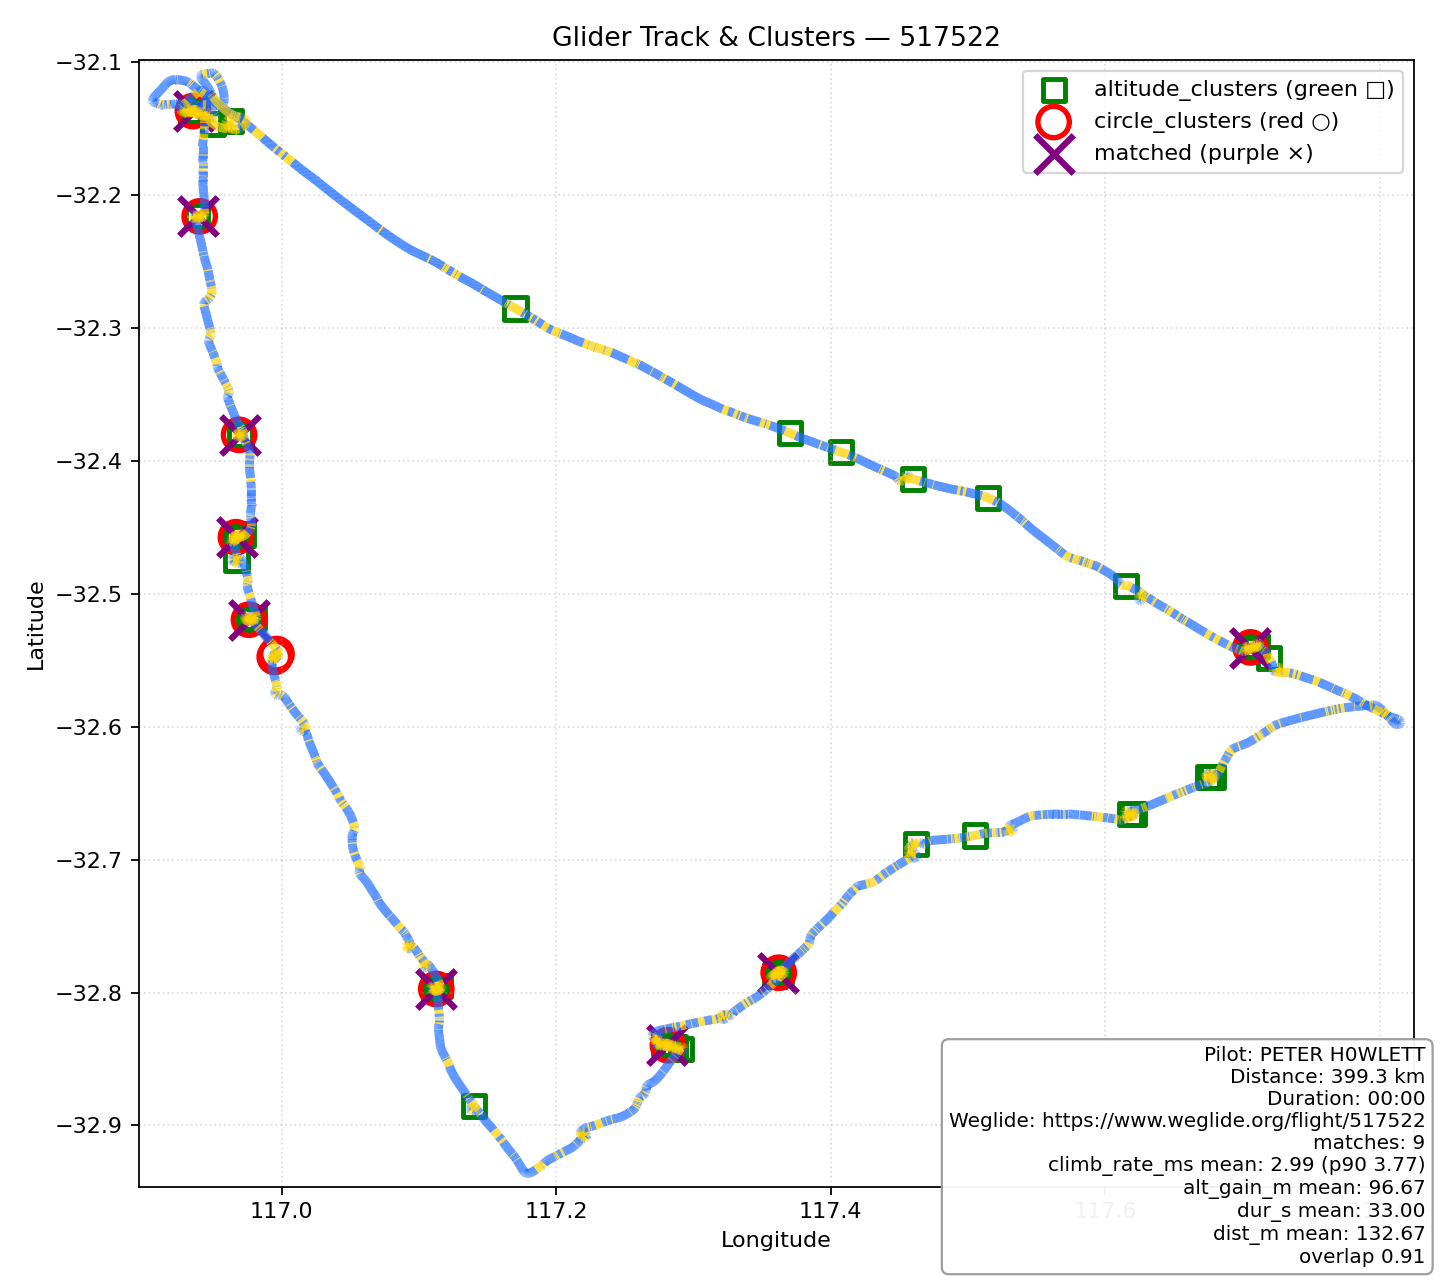 Glider Track & Clusters — 517522
altitude_clusters (green □)
circle_clusters (red ○)
matched (purple ×)
Latitude
−32.1
−32.2
−32.3
−32.4
−32.5
−32.6
−32.7
−32.8
−32.9
117.0
117.2
117.4
117.6
Longitude
Pilot: PETER H0WLETT
Distance: 399.3 km
Duration: 00:00
Weglide: https://www.weglide.org/flight/517522
matches: 9
climb_rate_ms mean: 2.99 (p90 3.77)
alt_gain_m mean: 96.67
dur_s mean: 33.00
dist_m mean: 132.67
overlap 0.91